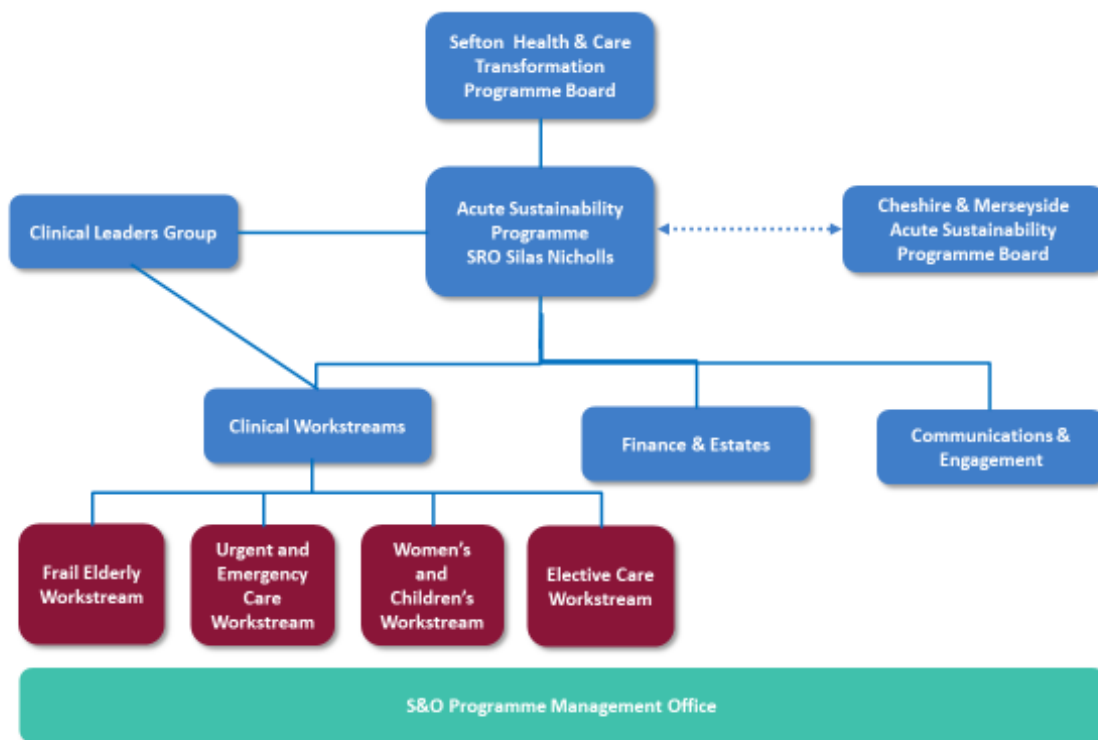 Sefton Health & Care
Transformation
Programme Board
Clinical Leaders Group
Acute Sustainability
Programme
SRO Silas Nicholls
Cheshire & Merseyside
Acute Sustainability
Programme Board
Clinical Workstreams
Finance & Estates
Communications &
Engagement
Frail Elderly
Workstream
Urgent and
Emergency
Care
Workstream
Women's
and
Children's
Workstream
Elective Care
Workstream
S&O Programme Management Office